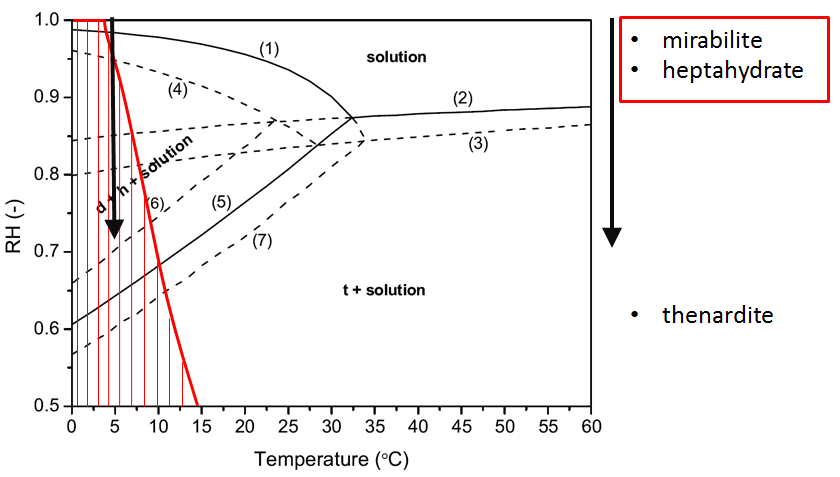 1.0
0.9
0.8
0.7
0.6
0.5
RH (-)
0 5 10 15 20 25 30 35 40 45 50 55 60
Temperature (°C)
(1)
solution
(4)
(2)
(3)
d + h + solution
(6)
(5)
(7)
t + solution
• mirabilite
• heptahydrate
• thenardite